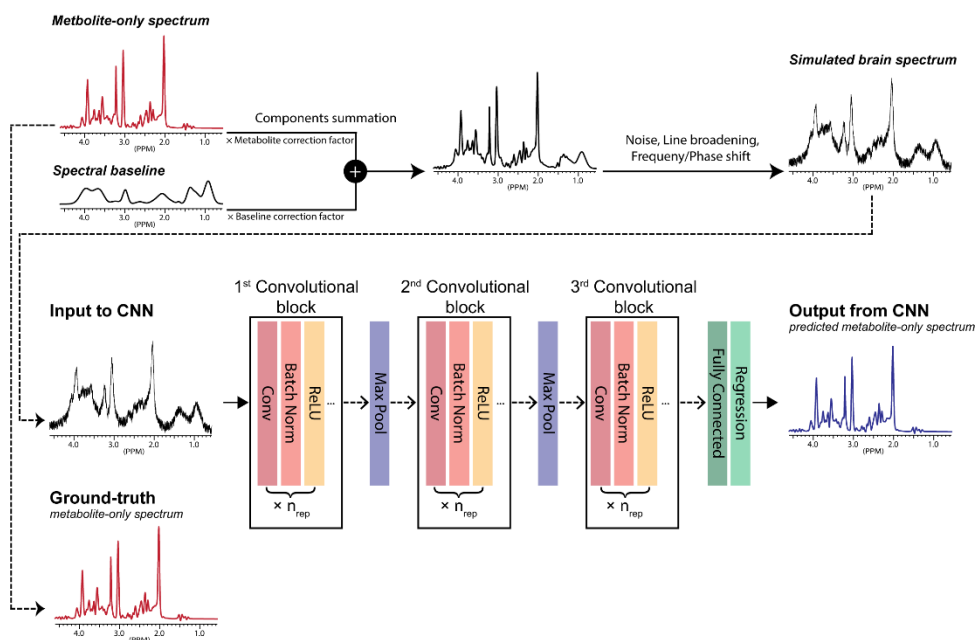 Metbolite-only spectrum
4.0 3.0 2.0 1.0
(PPM)
Components summation
× Metabolite correction factor
Spectral baseline
4.0 3.0 2.0 1.0
(PPM)
× Baseline correction factor
+
4.0 3.0 2.0 1.0
(PPM)
Noise, Line broadening,
Frequeny/Phase shift
Simulated brain spectrum
4.0 3.0 2.0 1.0
(PPM)
Input to CNN
4.0 3.0 2.0 1.0
(PPM)
1st Convolutional
block
Conv
Batch Norm
ReLU
...
× nrep
Max Pool
2nd Convolutional
block
Conv
Batch Norm
ReLU
...
× nrep
Max Pool
3rd Convolutional
block
Conv
Batch Norm
ReLU
...
× nrep
Fully Connected
Regression
Output from CNN
predicted metabolite-only spectrum
4.0 3.0 2.0 1.0
(PPM)
Ground-truth
metabolite-only spectrum
4.0 3.0 2.0 1.0
(PPM)